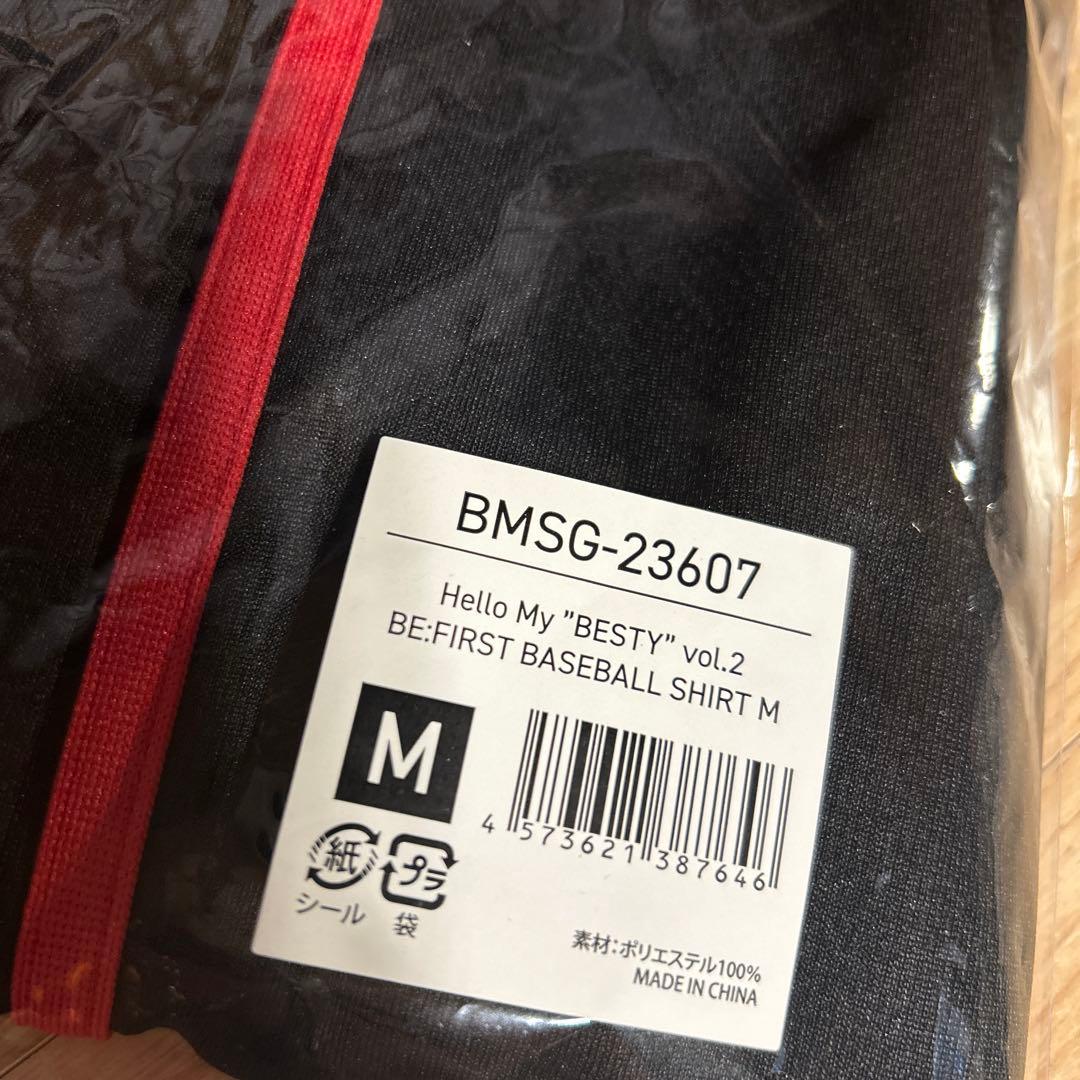 BMSG-23607
Hello My "BESTY" vol.2
BE:FIRST BASEBALL SHIRT M
M
4 573621 387646
紙
プラ
シール
袋
素材:ポリエステル100%
MADE IN CHINA